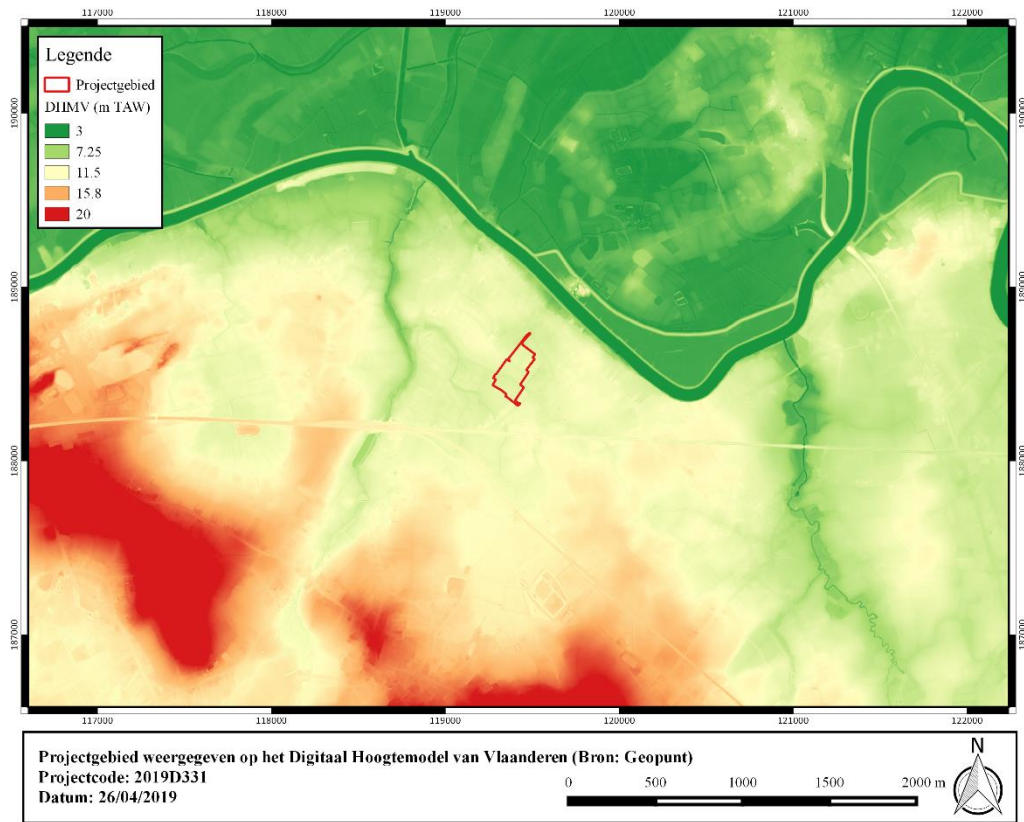 117000 118000 119000 120000 121000 122000
Legende
Projectgebied
DHMV (m TAW)
3
7.25
11.5
15.8
20
190000 190000
189000 189000
188000 188000
187000 187000
117000 118000 119000 120000 121000 122000
Projectgebied weergegeven op het Digitaal Hoogtemodel van Vlaanderen (Bron: Geopunt)
Projectcode: 2019D331
Datum: 26/04/2019
0 500 1000 1500 2000 m
N